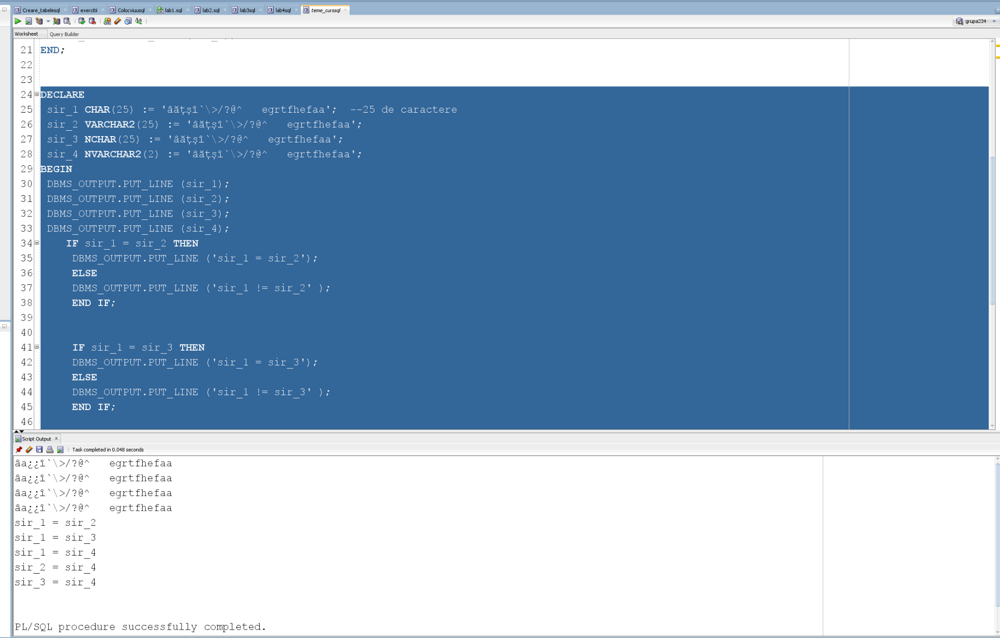 Creare_tabelesql exercitii Colocviuusql lab1.sql lab2.sql lab3sql lab4sql teme_curssql
grupa234
Worksheet Query Builder
21 END;
22
23
24 DECLARE
25 sir_1 CHAR(25) := 'âățșî`\>/?@^   egrtfhefaa';  --25 de caractere
26 sir_2 VARCHAR2(25) := 'âățșî`\>/?@^   egrtfhefaa';
27 sir_3 NCHAR(25) := 'âățșî`\>/?@^   egrtfhefaa';
28 sir_4 NVARCHAR2(2) := 'âățșî`\>/?@^   egrtfhefaa';
29 BEGIN
30 DBMS_OUTPUT.PUT_LINE (sir_1);
31 DBMS_OUTPUT.PUT_LINE (sir_2);
32 DBMS_OUTPUT.PUT_LINE (sir_3);
33 DBMS_OUTPUT.PUT_LINE (sir_4);
34 IF sir_1 = sir_2 THEN
35 DBMS_OUTPUT.PUT_LINE ('sir_1 = sir_2');
36 ELSE
37 DBMS_OUTPUT.PUT_LINE ('sir_1 != sir_2' );
38 END IF;
39
40
41 IF sir_1 = sir_3 THEN
42 DBMS_OUTPUT.PUT_LINE ('sir_1 = sir_3');
43 ELSE
44 DBMS_OUTPUT.PUT_LINE ('sir_1 != sir_3' );
45 END IF;
46
Script Output x
Task completed in 0.048 seconds
âa¿¿î`\>/?@^   egrtfhefaa
âa¿¿î`\>/?@^   egrtfhefaa
âa¿¿î`\>/?@^   egrtfhefaa
âa¿¿î`\>/?@^   egrtfhefaa
sir_1 = sir_2
sir_1 = sir_3
sir_1 = sir_4
sir_2 = sir_4
sir_3 = sir_4
PL/SQL procedure successfully completed.